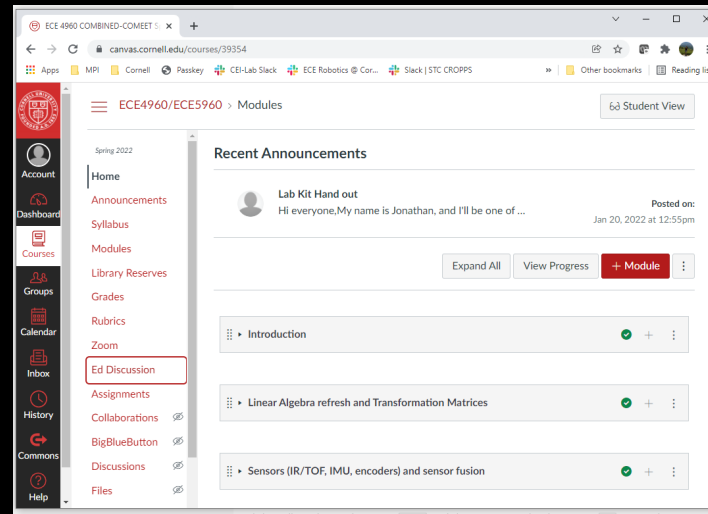 ECE 4960 COMBINED-COMEET S
canvas.cornell.edu/courses/39354
Apps MPI Cornell Passkey CEI-Lab Slack ECE Robotics @ Cor... Slack | STC CROPPS » Other bookmarks Reading lis
ECE4960/ECE5960 › Modules
Student View
Account
Dashboard
Courses
Groups
Calendar
Inbox
History
Commons
Help
Spring 2022
Home
Announcements
Syllabus
Modules
Library Reserves
Grades
Rubrics
Zoom
Ed Discussion
Assignments
Collaborations
BigBlueButton
Discussions
Files
Recent Announcements
Lab Kit Hand out
Hi everyone,My name is Jonathan, and I'll be one of ...
Posted on:
Jan 20, 2022 at 12:55pm
Expand All View Progress + Module
Introduction
Linear Algebra refresh and Transformation Matrices
Sensors (IR/TOF, IMU, encoders) and sensor fusion